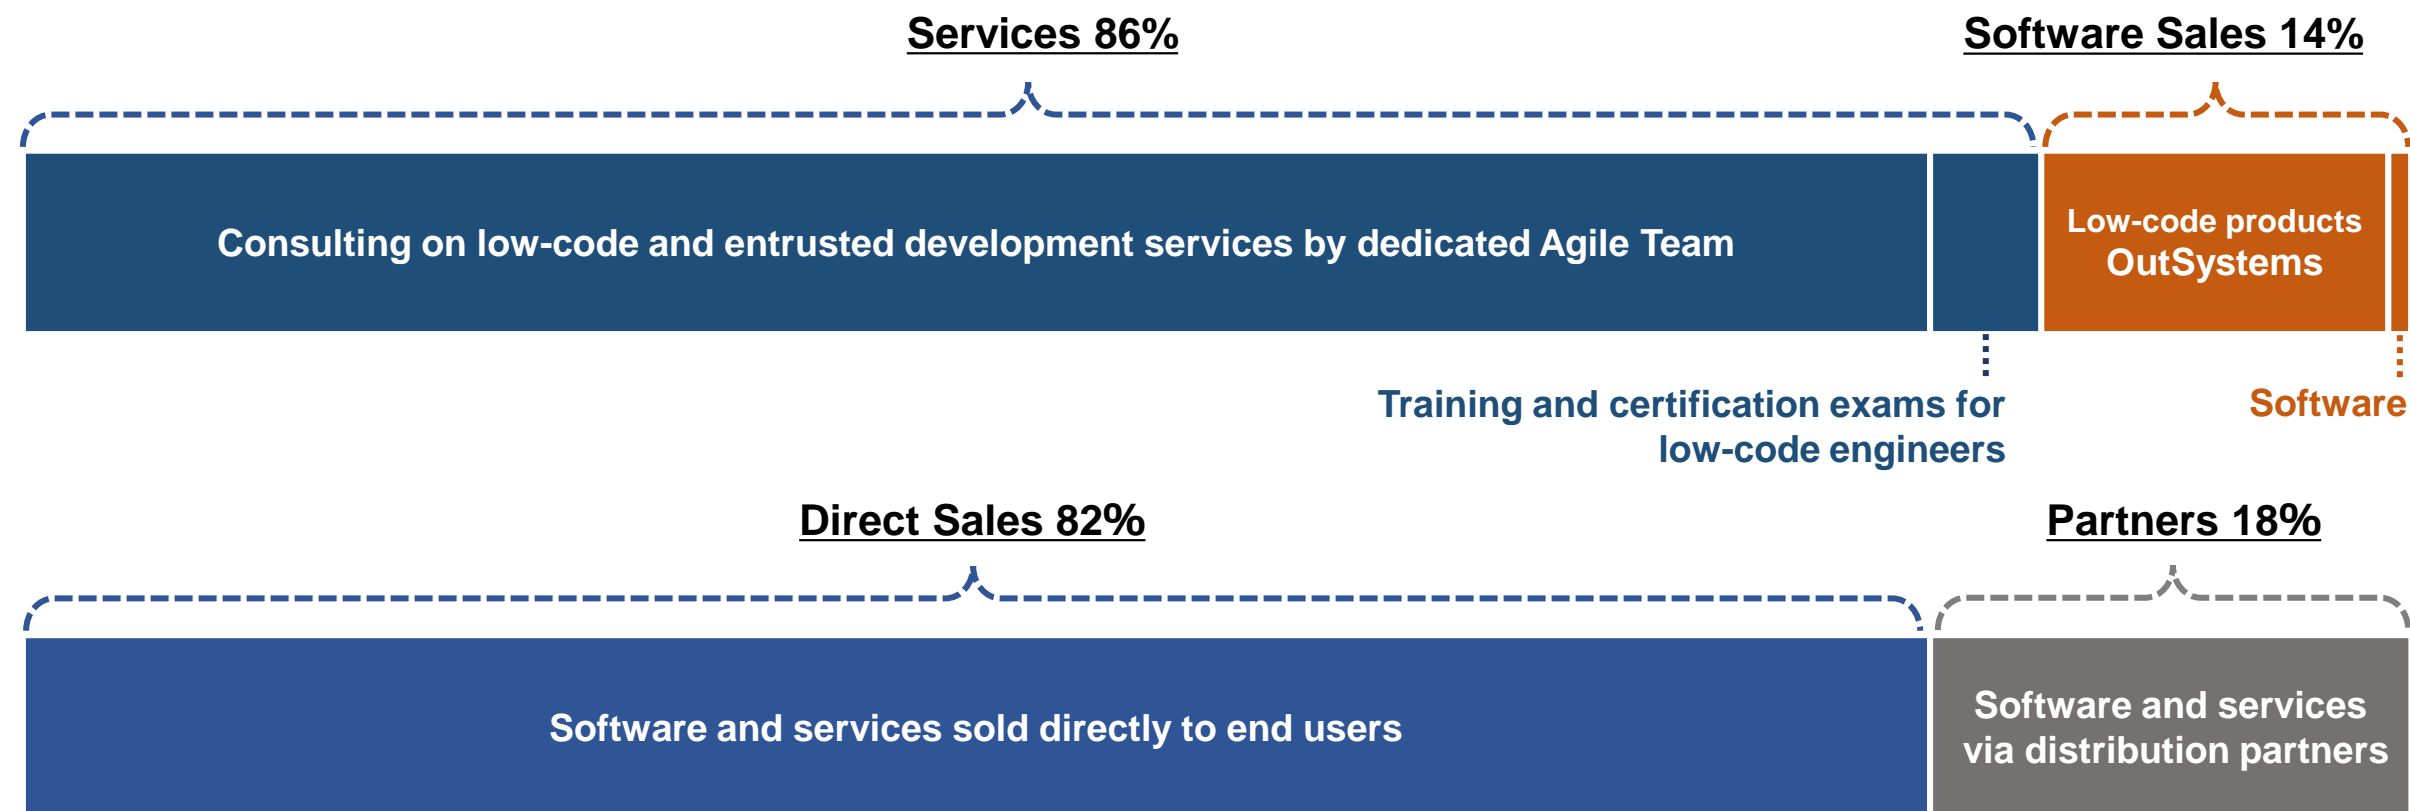 Services 86%
Software Sales 14%
Consulting on low-code and entrusted development services by dedicated Agile Team
Low-code products
OutSystems
Training and certification exams for
low-code engineers
Software
Direct Sales 82%
Partners 18%
Software and services sold directly to end users
Software and services
via distribution partners